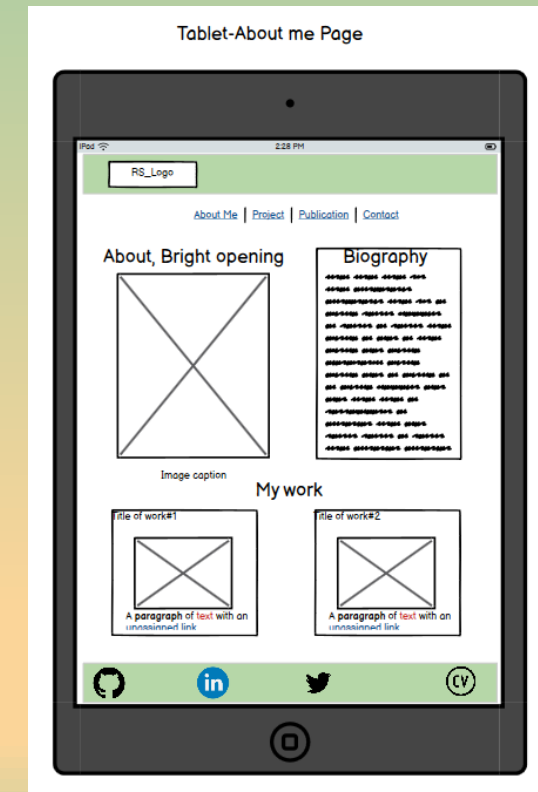 Tablet-About me Page
iPod 2:28 PM
RS_Logo
About Me | Project | Publication | Contact
About, Bright opening
Biography
Image caption
My work
Title of work#1
A paragraph of text with an
unassigned link
Title of work#2
A paragraph of text with an
unassigned link
in
CV